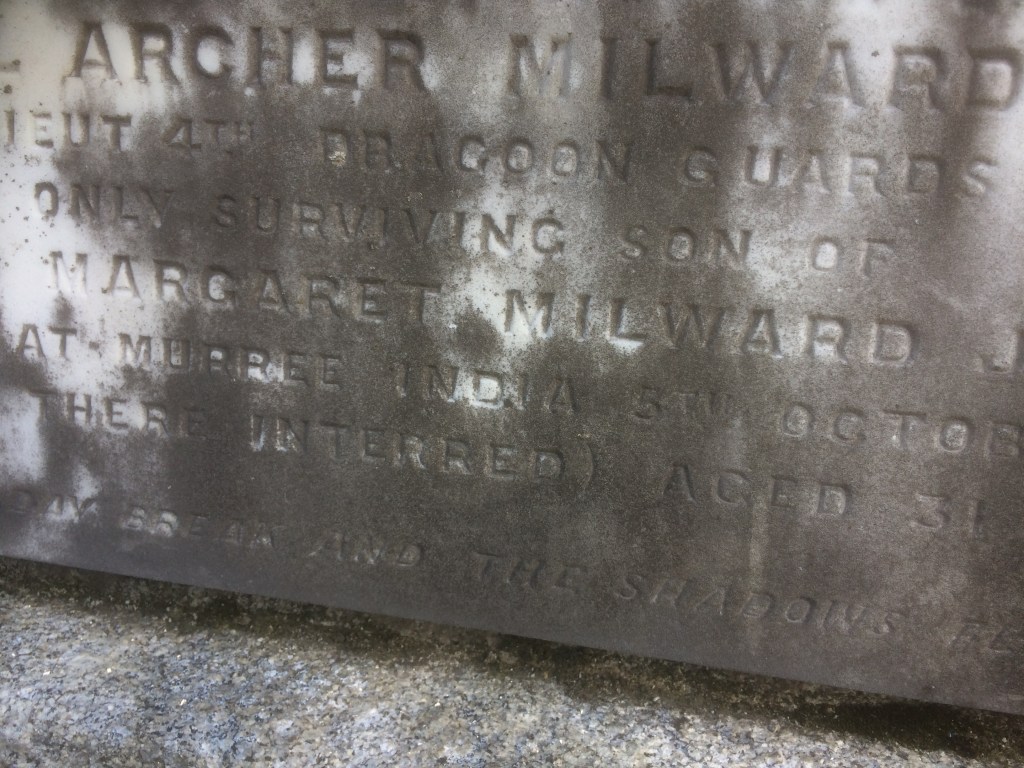 ARCHER MILWARD
IEUT 4TH DRAGOON GUARDS
ONLY SURVIVING SON OF
MARGARET MILWARD J
AT MURREE INDIA 5TH OCTOB
THERE INTERRED) AGED 31
DAY BREAK AND THE SHADOWS FL